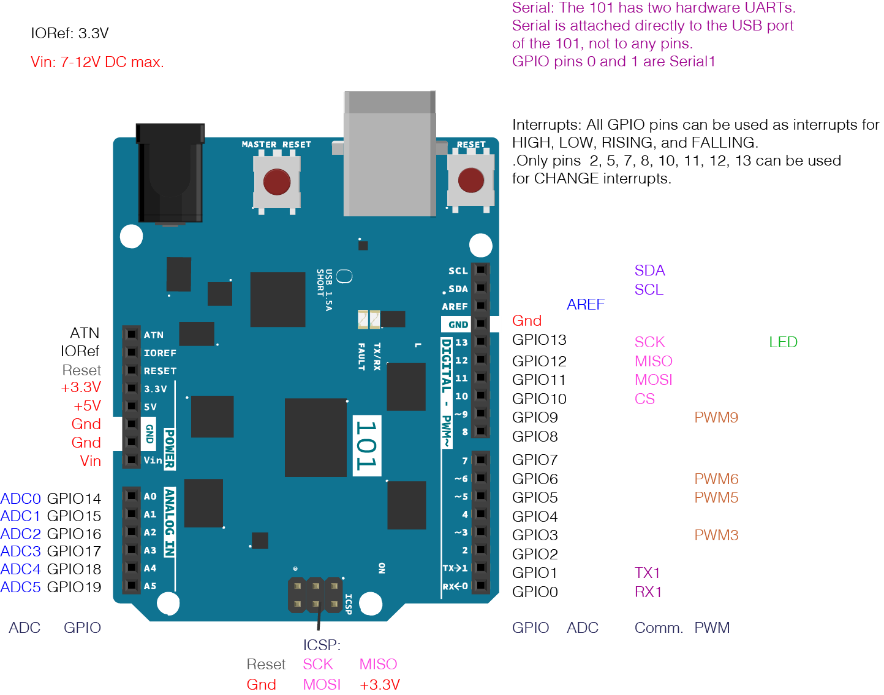 Serial: The 101 has two hardware UARTs.
Serial is attached directly to the USB port
of the 101, not to any pins.
GPIO pins 0 and 1 are Serial1
IORef: 3.3V
Vin: 7-12V DC max.
Interrupts: All GPIO pins can be used as interrupts for
HIGH, LOW, RISING, and FALLING.
.Only pins 2, 5, 7, 8, 10, 11, 12, 13 can be used
for CHANGE interrupts.
MASTER RESET
RESET
USB 1.5A
SHORT
FAULT
TX/RX
L
101
ON
ICSP
DIGITAL - PWM~
POWER
ANALOG IN
ATN ATN
IORef IOREF
Reset RESET
+3.3V 3.3V
+5V 5V
Gnd GND
Gnd
Vin Vin
ADC0 GPIO14 A0
ADC1 GPIO15 A1
ADC2 GPIO16 A2
ADC3 GPIO17 A3
ADC4 GPIO18 A4
ADC5 GPIO19 A5
ADC GPIO
SCL SDA
SDA SCL
AREF AREF
GND Gnd
13 GPIO13 SCK LED
12 GPIO12 MISO
11 GPIO11 MOSI
10 GPIO10 CS
~9 GPIO9 PWM9
8 GPIO8
7 GPIO7
~6 GPIO6 PWM6
~5 GPIO5 PWM5
4 GPIO4
~3 GPIO3 PWM3
2 GPIO2
TX→1 GPIO1 TX1
RX←0 GPIO0 RX1
GPIO ADC Comm. PWM
ICSP:
Reset SCK MISO
Gnd MOSI +3.3V